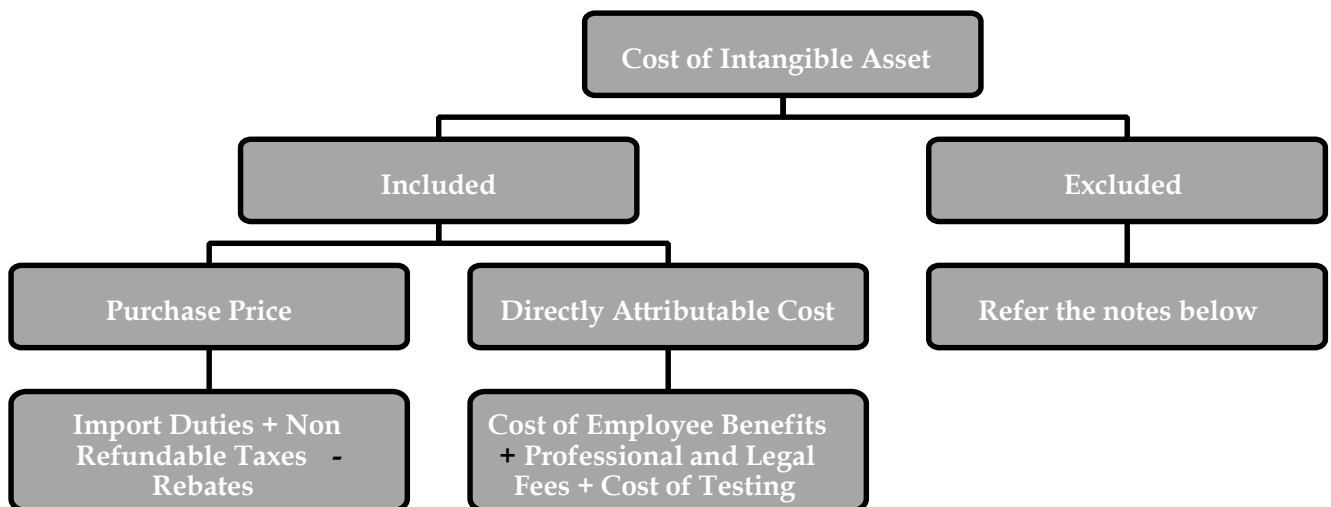 Cost of Intangible Asset
Included
Excluded
Purchase Price
Directly Attributable Cost
Refer the notes below
Import Duties + Non
Refundable Taxes -
Rebates
Cost of Employee Benefits
+ Professional and Legal
Fees + Cost of Testing